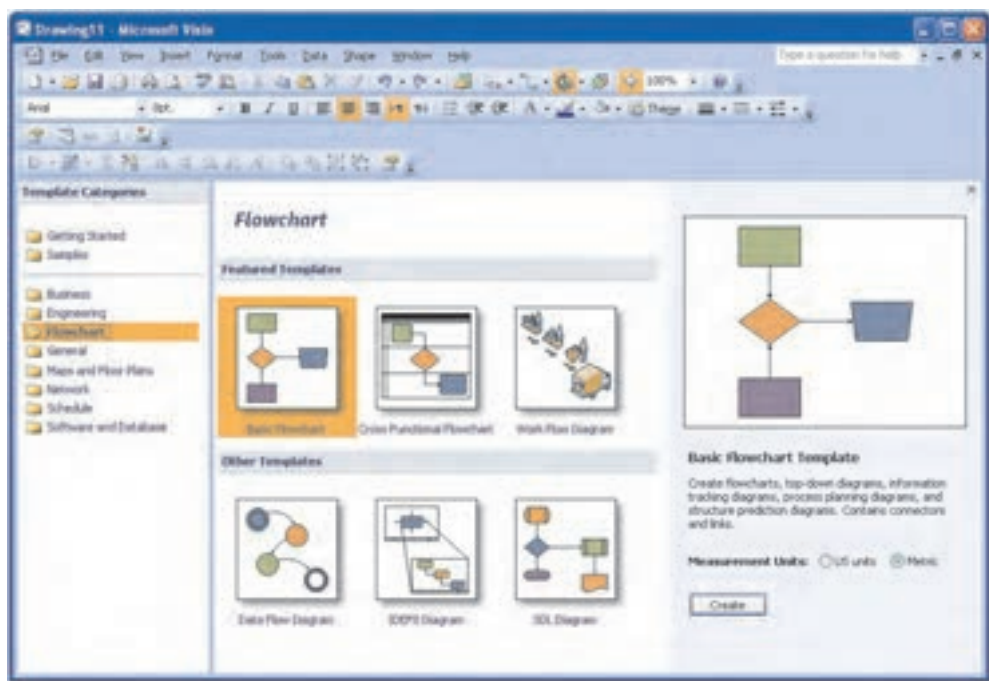 Drawing11 - Microsoft Visio
File Edit View Insert Format Tools Data Shape Window Help
Type a question for help
100%
Arial
8pt.
Theme
Template Categories
Getting Started
Samples
Business
Engineering
Flowchart
General
Maps and Floor Plans
Network
Schedule
Software and Database
Flowchart
Featured Templates
Basic Flowchart
Cross Functional Flowchart
Work Flow Diagram
Other Templates
Data Flow Diagram
IDEF0 Diagram
SDL Diagram
Basic Flowchart Template
Create flowcharts, top-down diagrams, information
tracking diagrams, process planning diagrams, and
structure prediction diagrams. Contains connectors
and links.
Measurement Units: US units Metric
Create